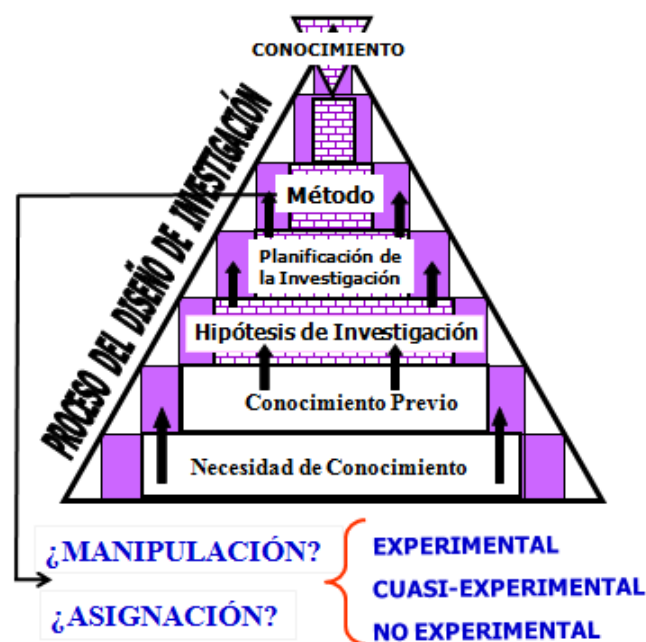 CONOCIMIENTO
PROCESO DEL DISEÑO DE INVESTIGACIÓN
Método
Planificación de
la Investigación
Hipótesis de Investigación
Conocimiento Previo
Necesidad de Conocimiento
¿MANIPULACIÓN?
¿ASIGNACIÓN?
EXPERIMENTAL
CUASI-EXPERIMENTAL
NO EXPERIMENTAL